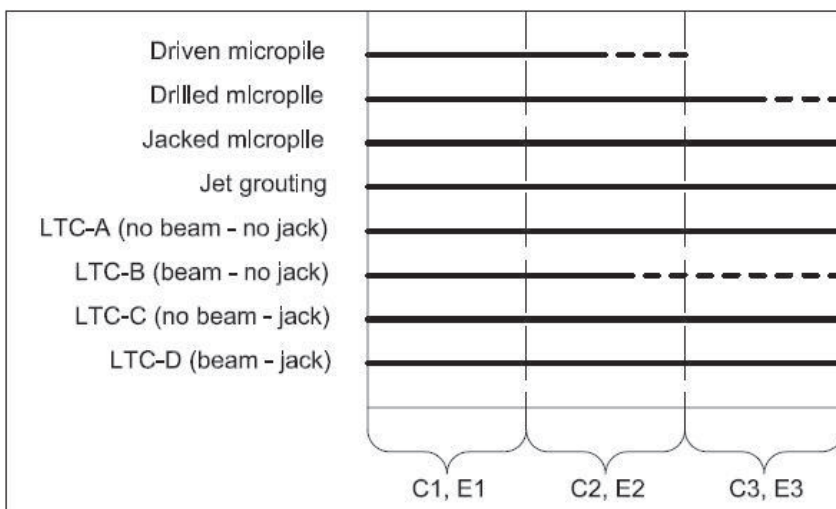 Driven micropile
Drilled micropile
Jacked micropile
Jet grouting
LTC-A (no beam - no jack)
LTC-B (beam - no jack)
LTC-C (no beam - jack)
LTC-D (beam - jack)
C1, E1 C2, E2 C3, E3